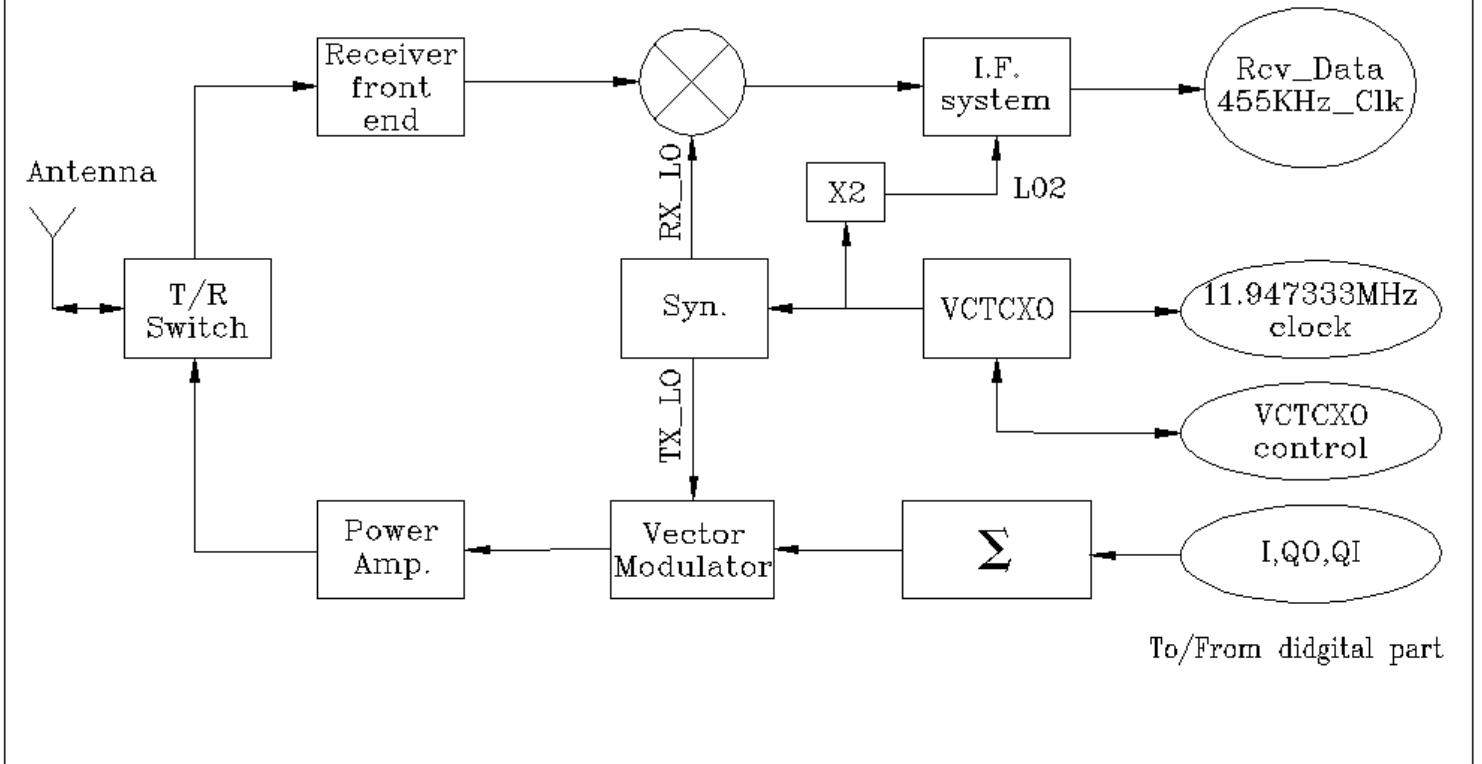 Receiver
front
end
I.F.
system
Rcv_Data
455KHz_Clk
Antenna
RX_LO
X2
LO2
T/R
Switch
Syn.
VCTCXO
11.947333MHz
clock
TX_LO
VCTCXO
control
Power
Amp.
Vector
Modulator
Σ
I,QO,QI
To/From didgital part